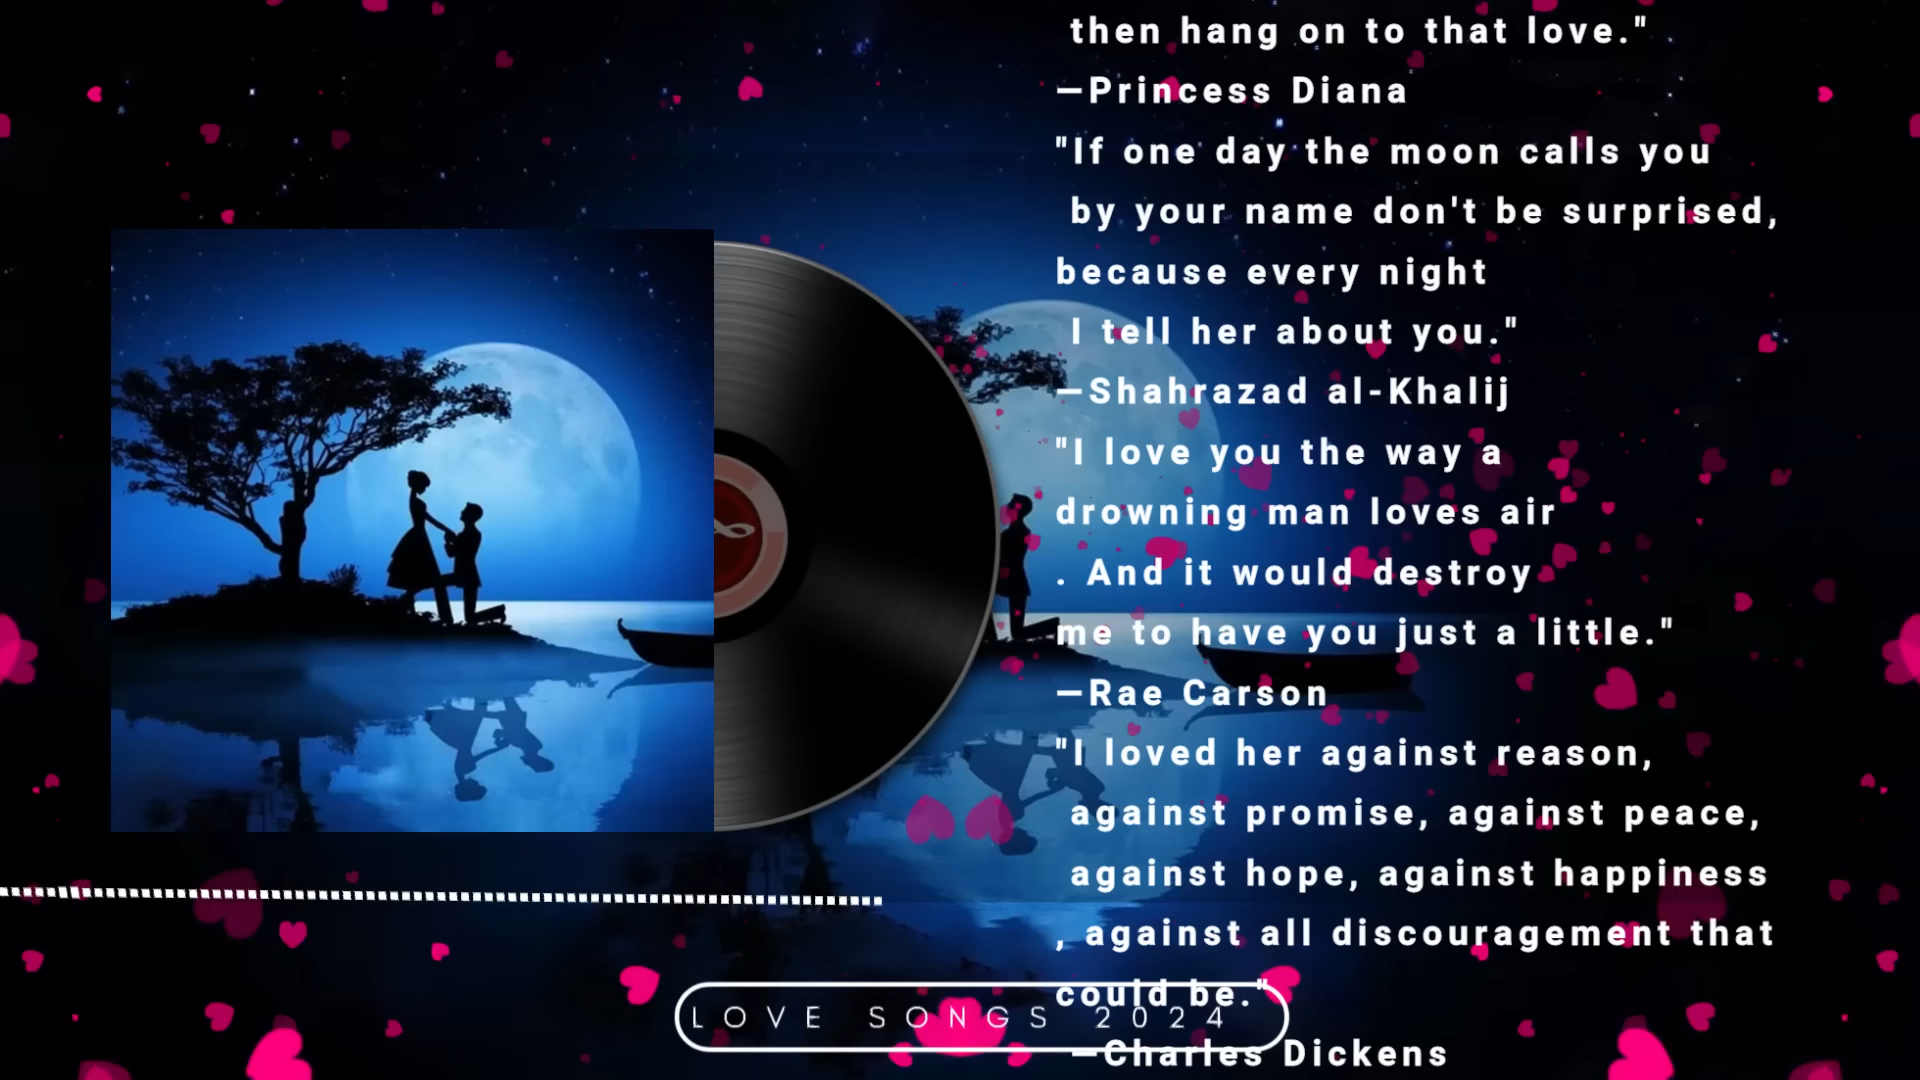 then hang on to that love."
—Princess Diana
"If one day the moon calls you
by your name don't be surprised,
because every night
I tell her about you."
—Shahrazad al-Khalij
"I love you the way a
drowning man loves air
. And it would destroy
me to have you just a little."
—Rae Carson
"I loved her against reason,
against promise, against peace,
against hope, against happiness
, against all discouragement that
could be."
LOVE SONGS 2024
—Charles Dickens